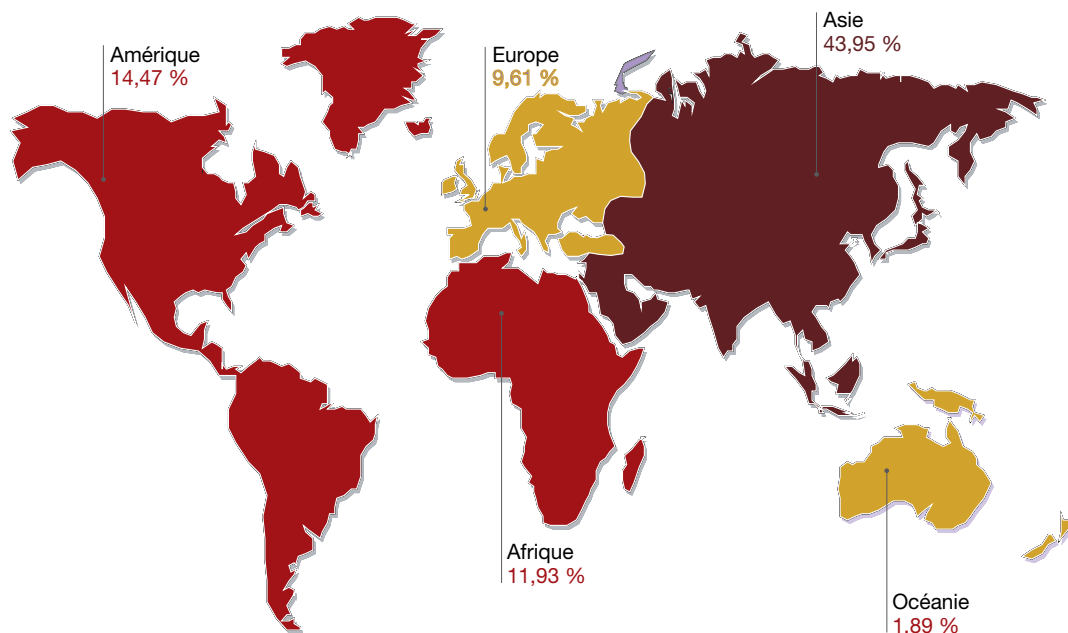 Asie
43,95 %
Amérique
14,47 %
Europe
9,61 %
Afrique
11,93 %
Océanie
1,89 %